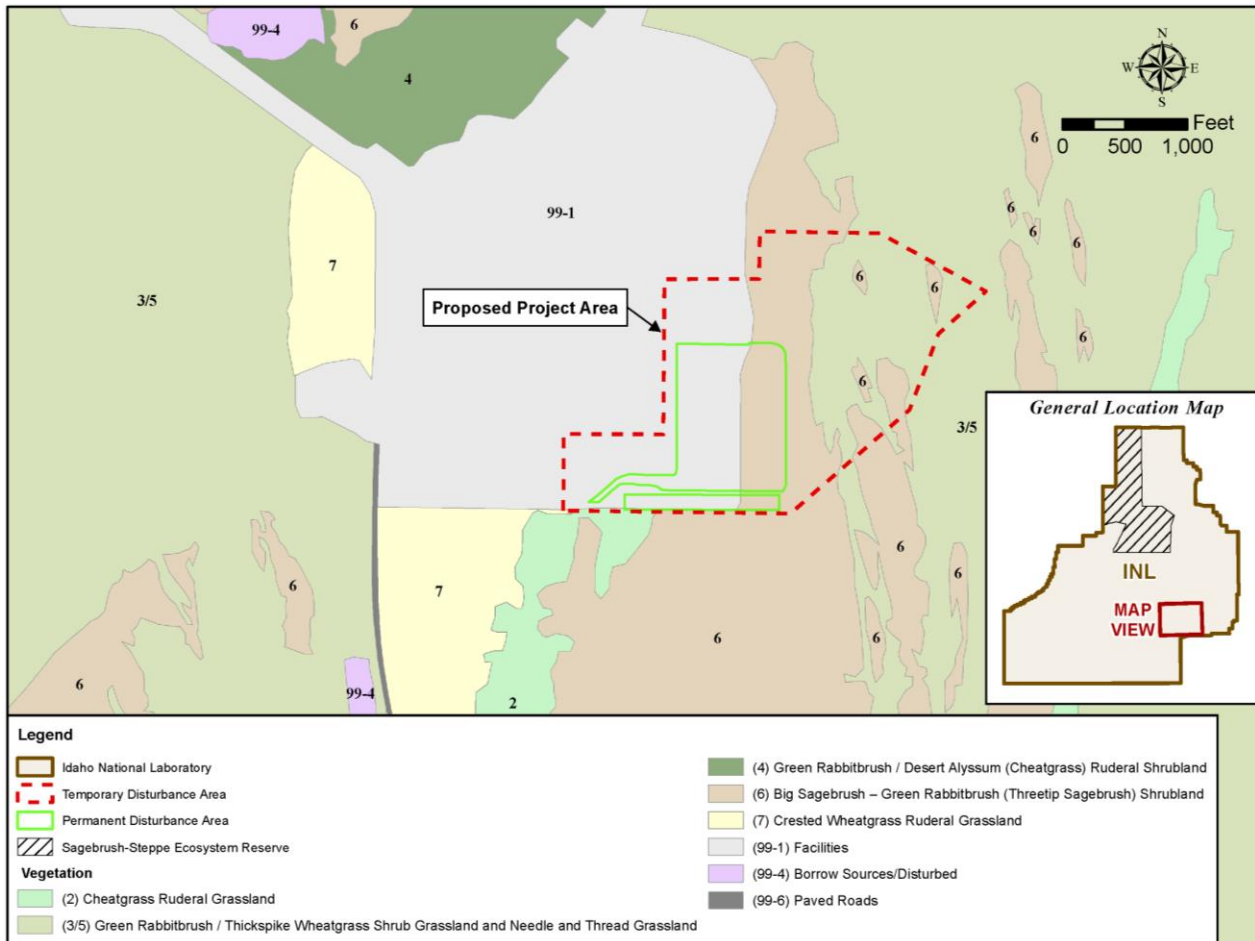 99-4
6
4
N
W
E
S
Feet
0 500 1,000
6
99-1
6
6
6
7
3/5
6
6
Proposed Project Area
6
6
3/5
General Location Map
INL
MAP
VIEW
6
6
6
7
6
6
6
99-4
2
Legend
Idaho National Laboratory
Temporary Disturbance Area
Permanent Disturbance Area
Sagebrush-Steppe Ecosystem Reserve
Vegetation
(2) Cheatgrass Ruderal Grassland
(3/5) Green Rabbitbrush / Thickspike Wheatgrass Shrub Grassland and Needle and Thread Grassland
(4) Green Rabbitbrush / Desert Alyssum (Cheatgrass) Ruderal Shrubland
(6) Big Sagebrush – Green Rabbitbrush (Threetip Sagebrush) Shrubland
(7) Crested Wheatgrass Ruderal Grassland
(99-1) Facilities
(99-4) Borrow Sources/Disturbed
(99-6) Paved Roads